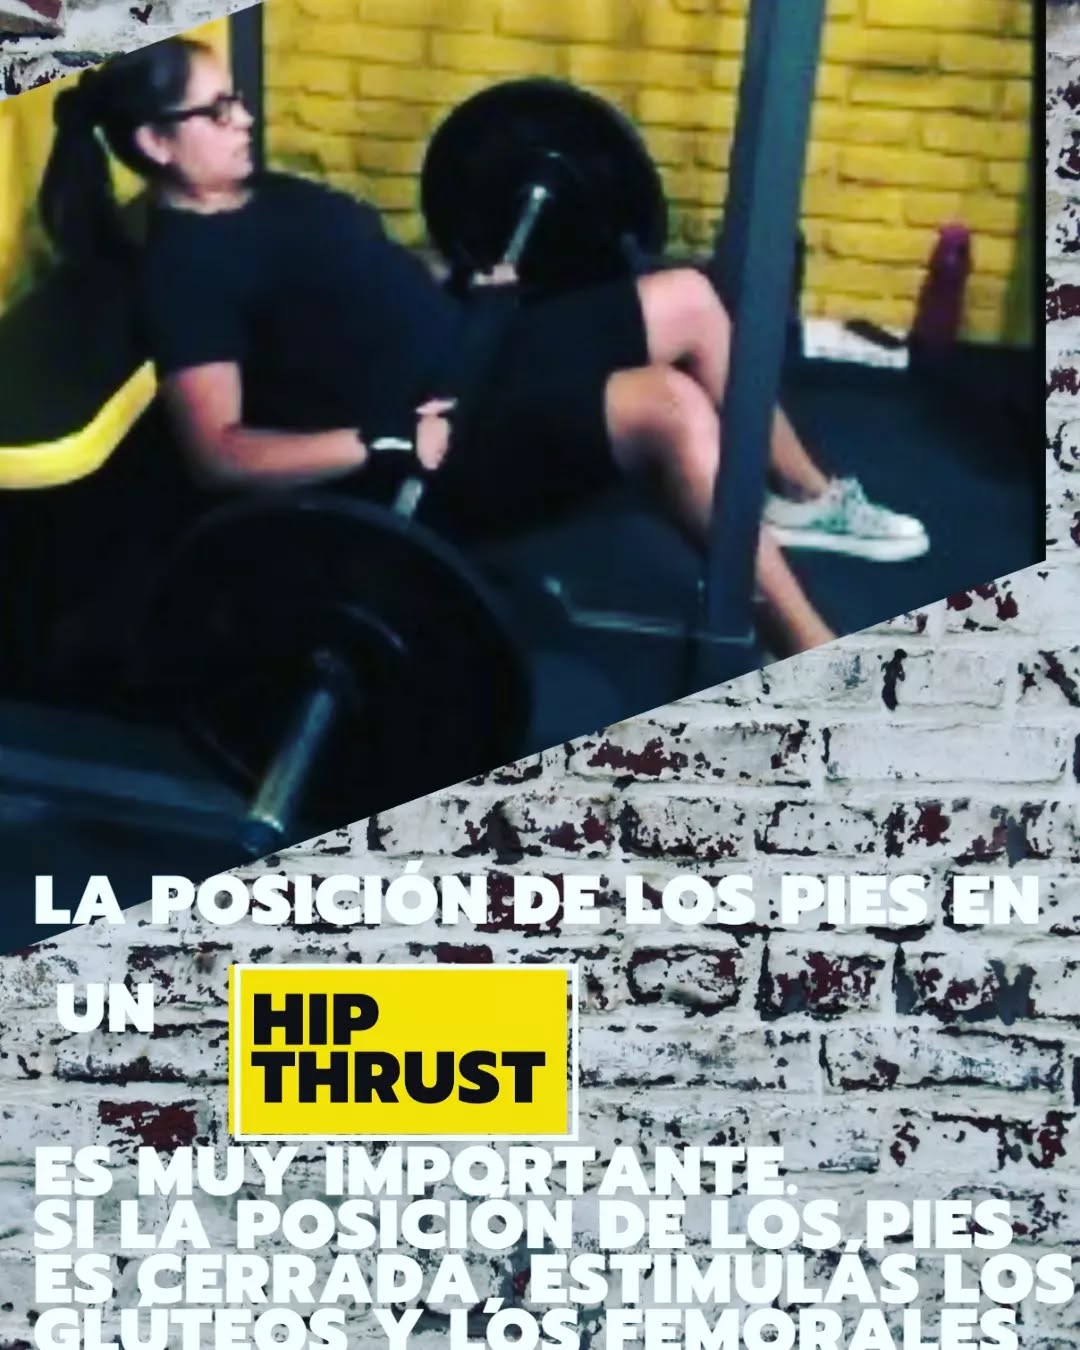 LA POSICIÓN DE LOS PIES EN
UN
HIP
THRUST
ES MUY IMPORTANTE.
SI LA POSICIÓN DE LOS PIES
ES CERRADA, ESTIMULÁS LOS
GLÚTEOS Y LOS FEMORALES